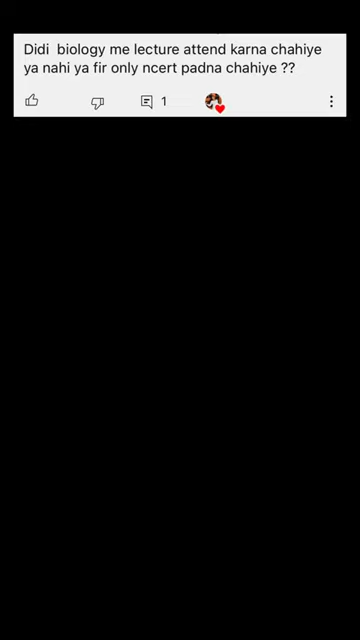 Didi  biology me lecture attend karna chahiye
ya nahi ya fir only ncert padna chahiye ??
1